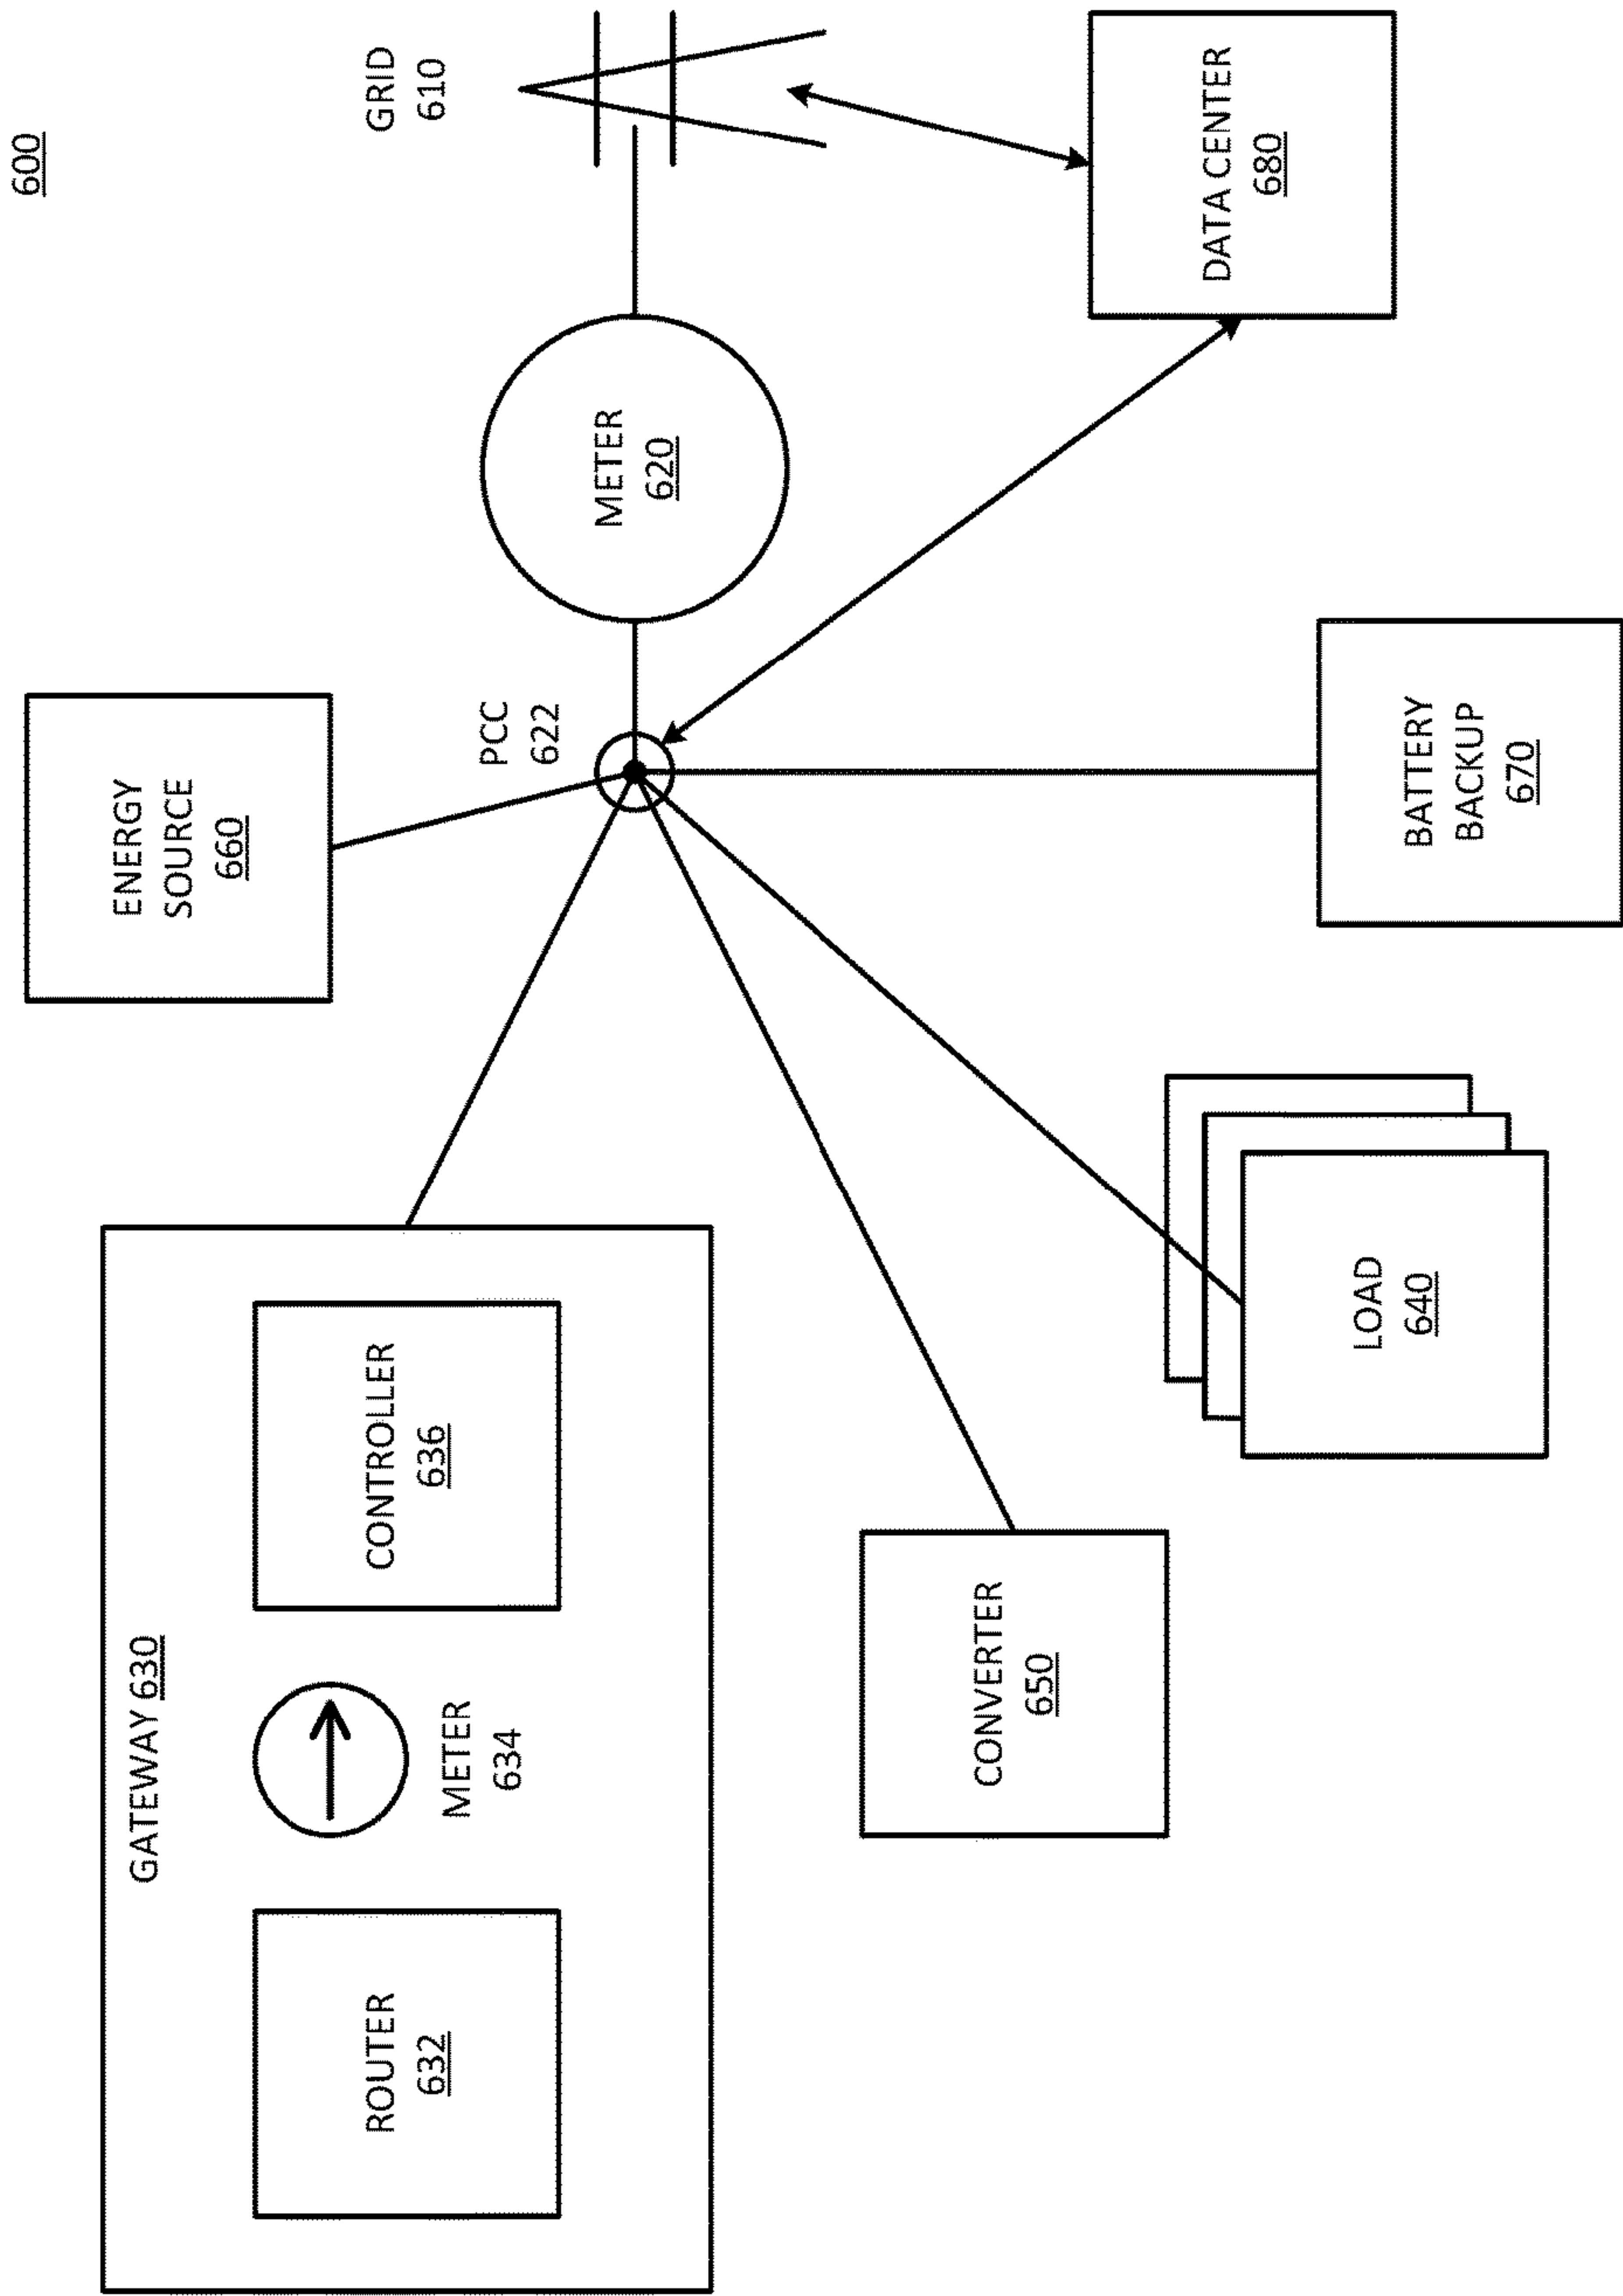 600
GATEWAY 630
ROUTER
632
METER
634
CONTROLLER
636
ENERGY
SOURCE
660
PCC
622
METER
620
GRID
610
CONVERTER
650
LOAD
640
BATTERY
BACKUP
670
DATA CENTER
680